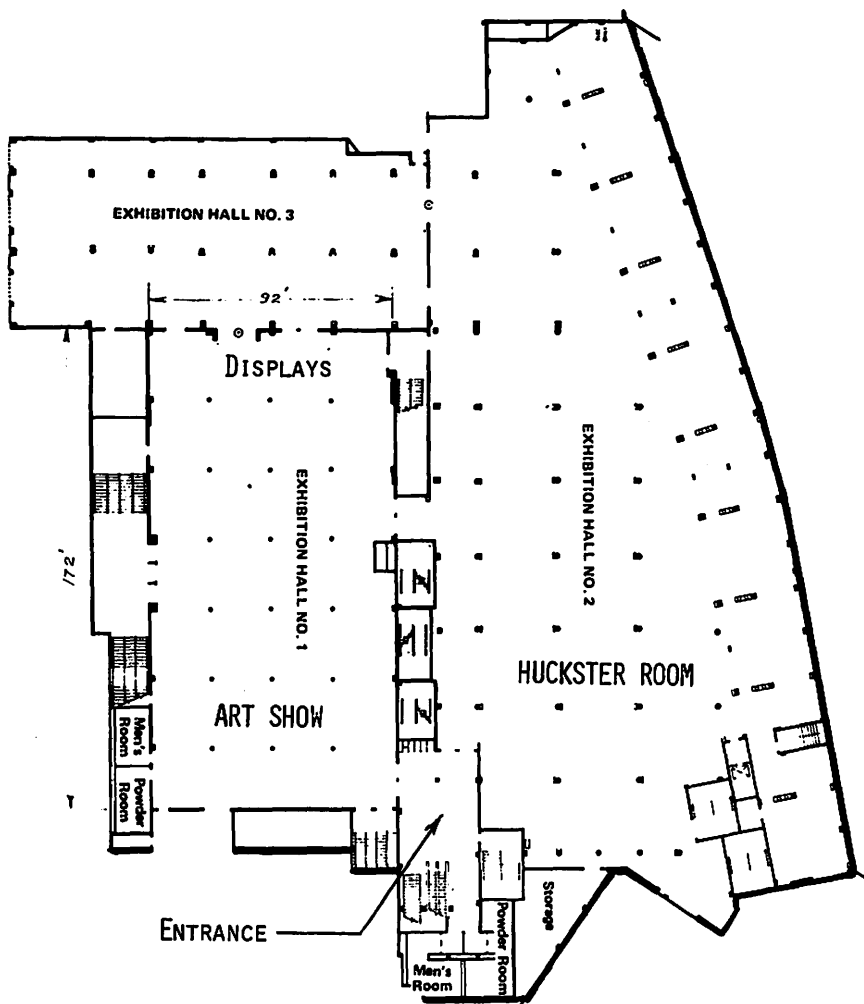 EXHIBITION HALL NO. 3
92'
DISPLAYS
EXHIBITION HALL NO. 1
EXHIBITION HALL NO. 2
172'
HUCKSTER ROOM
ART SHOW
Men's
Room
Powder
Room
ENTRANCE
Storage
Powder Room
Men's
Room